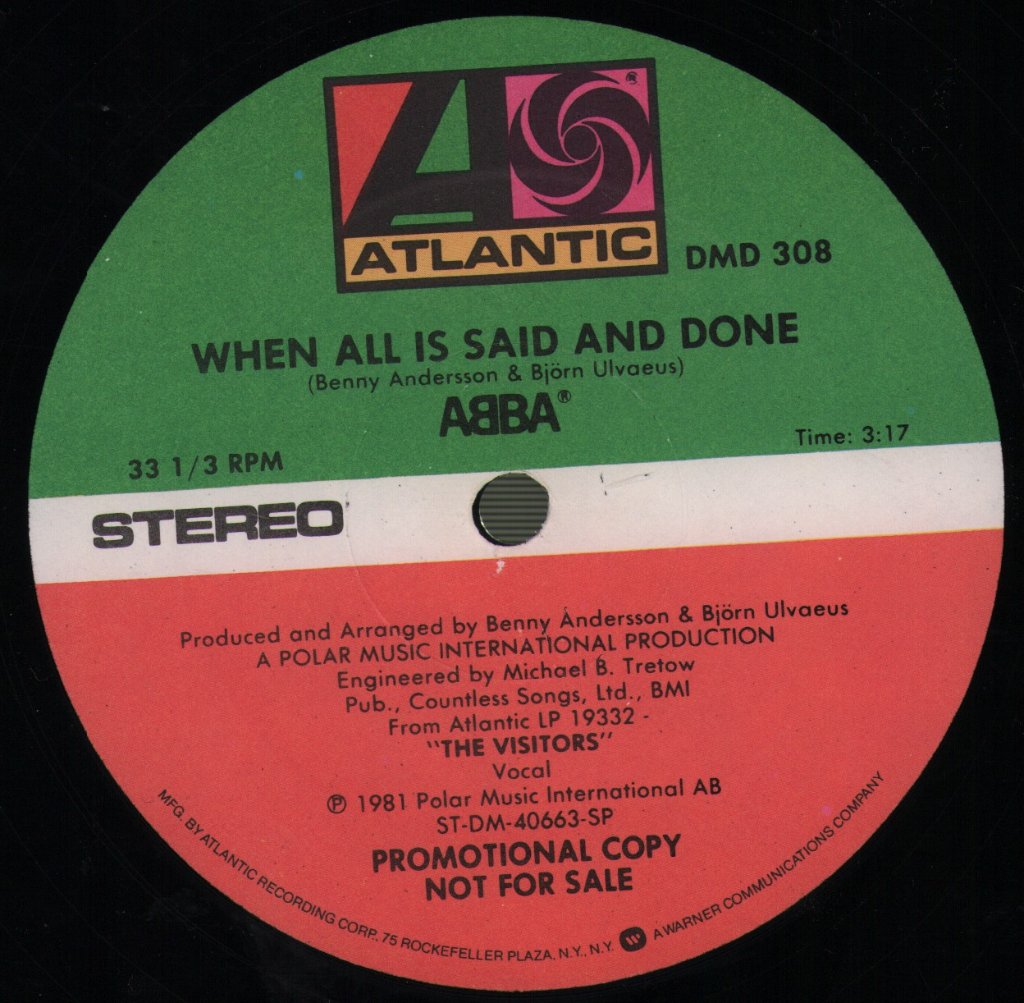 ATLANTIC
DMD 308
WHEN ALL IS SAID AND DONE
(Benny Andersson & Björn Ulvaeus)
ABBA®
33 1/3 RPM
Time: 3:17
STEREO
Produced and Arranged by Benny Andersson & Björn Ulvaeus
A POLAR MUSIC INTERNATIONAL PRODUCTION
Engineered by Michael B. Tretow
Pub., Countless Songs, Ltd., BMI
From Atlantic LP 19332 -
"THE VISITORS"
Vocal
℗ 1981 Polar Music International AB
ST-DM-40663-SP
PROMOTIONAL COPY
NOT FOR SALE
MFG. BY ATLANTIC RECORDING CORP., 75 ROCKEFELLER PLAZA, N.Y., N.Y. A WARNER COMMUNICATIONS COMPANY